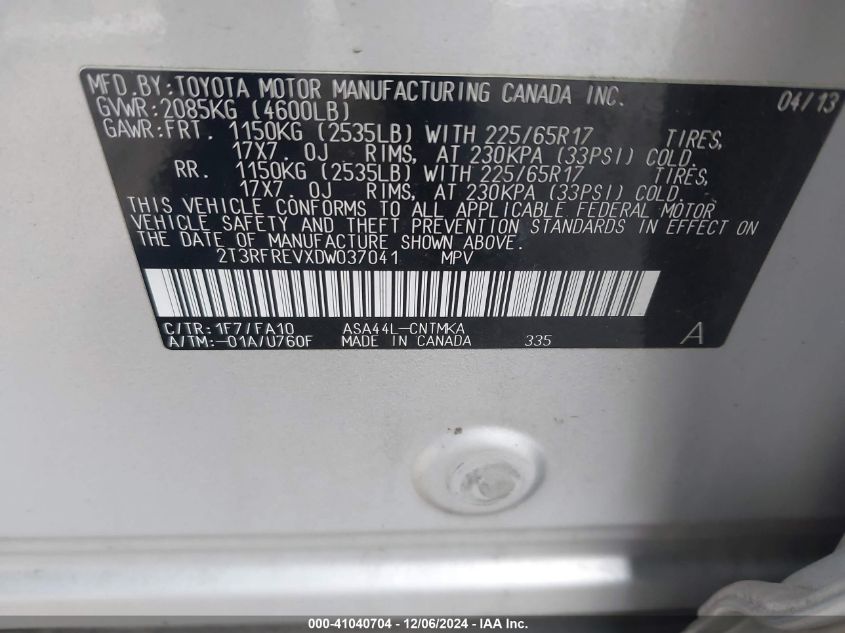 MFD.BY:TOYOTA MOTOR MANUFACTURING CANADA INC. 04/13
GVWR:2085KG (4600LB)
GAWR:FRT. 1150KG (2535LB) WITH 225/65R17 TIRES,
17X7.0J RIMS, AT 230KPA (33PSI) COLD.
RR. 1150KG (2535LB) WITH 225/65R17 TIRES,
17X7.0J RIMS, AT 230KPA (33PSI) COLD.
THIS VEHICLE CONFORMS TO ALL APPLICABLE FEDERAL MOTOR
VEHICLE SAFETY AND THEFT PREVENTION STANDARDS IN EFFECT ON
THE DATE OF MANUFACTURE SHOWN ABOVE.
2T3RFREVXDW037041 MPV
C/TR:1F7/FA10 ASA44L-CNTMKA
A/TM:-01A/U760F MADE IN CANADA 335 A
000-41040704 - 12/06/2024 - IAA Inc.